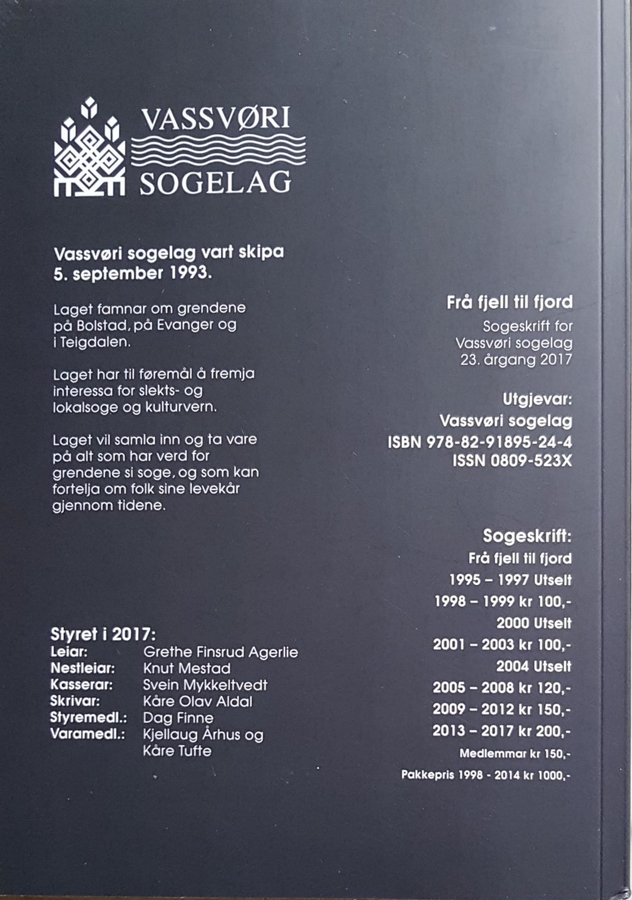 VASSVØRI
SOGELAG
Vassvøri sogelag vart skipa
5. september 1993.
Laget famnar om grendene
på Bolstad, på Evanger og
i Teigdalen.
Laget har til føremål å fremja
interessa for slekts- og
lokalsoge og kulturvern.
Laget vil samla inn og ta vare
på alt som har verd for
grendene si soge, og som kan
fortelja om folk sine levekår
gjennom tidene.
Styret i 2017:
Leiar: Grethe Finsrud Agerlie
Nestleiar: Knut Mestad
Kasserar: Svein Mykkeltvedt
Skrivar: Kåre Olav Aldal
Styremedl.: Dag Finne
Varamedl.: Kjellaug Århus og
Kåre Tufte
Frå fjell til fjord
Sogeskrift for
Vassvøri sogelag
23. årgang 2017
Utgjevar:
Vassvøri sogelag
ISBN 978-82-91895-24-4
ISSN 0809-523X
Sogeskrift:
Frå fjell til fjord
1995 – 1997 Utselt
1998 – 1999 kr 100,-
2000 Utselt
2001 – 2003 kr 100,-
2004 Utselt
2005 – 2008 kr 120,-
2009 – 2012 kr 150,-
2013 – 2017 kr 200,-
Medlemmar kr 150,-
Pakkepris 1998 - 2014 kr 1000,-